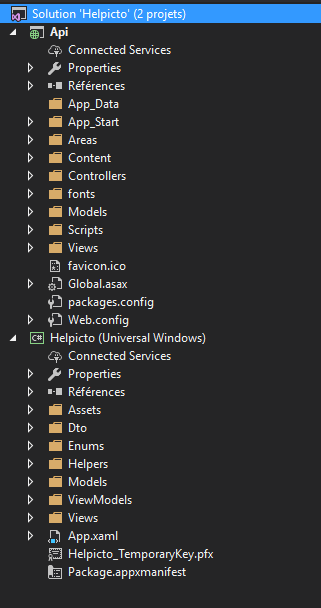 Solution 'Helpicto' (2 projets)
Api
Connected Services
Properties
Références
App_Data
App_Start
Areas
Content
Controllers
fonts
Models
Scripts
Views
favicon.ico
Global.asax
packages.config
Web.config
C# Helpicto (Universal Windows)
Connected Services
Properties
Références
Assets
Dto
Enums
Helpers
Models
ViewModels
Views
App.xaml
Helpicto_TemporaryKey.pfx
Package.appxmanifest